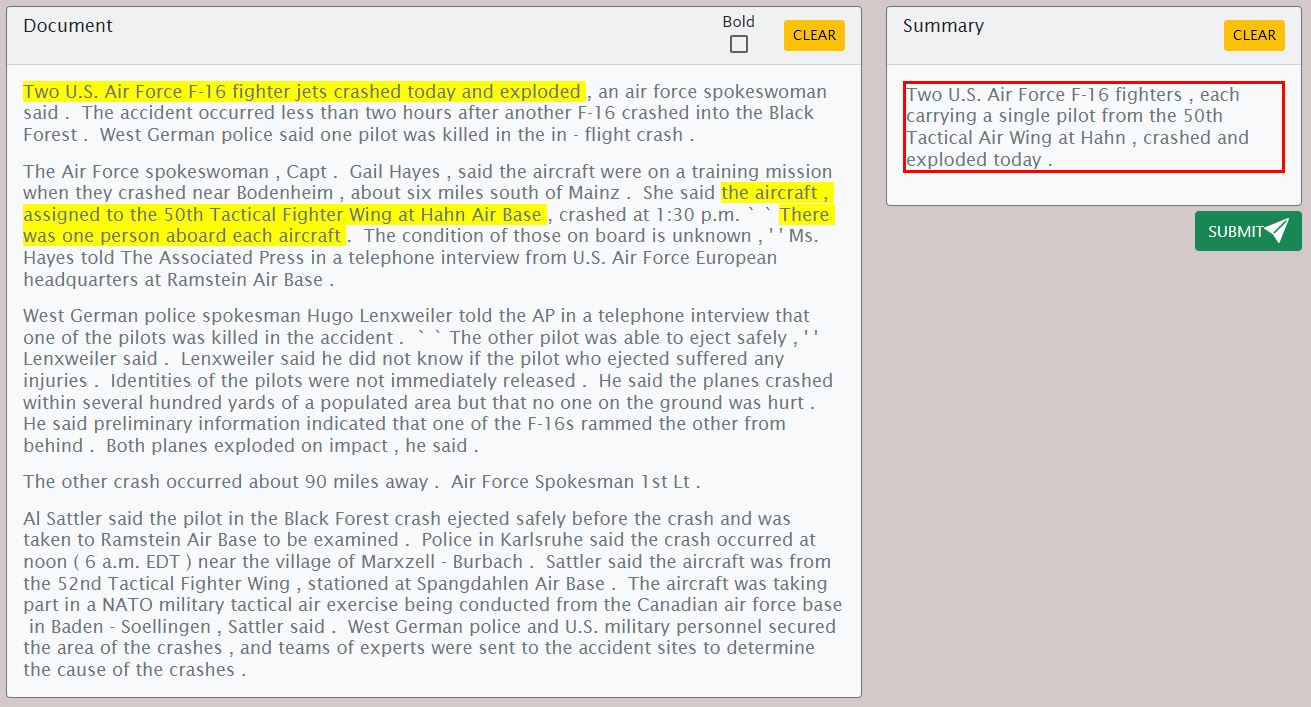 Document
Bold
CLEAR
Two U.S. Air Force F-16 fighter jets crashed today and exploded , an air force spokeswoman
said .  The accident occurred less than two hours after another F-16 crashed into the Black
Forest .  West German police said one pilot was killed in the in - flight crash .
The Air Force spokeswoman , Capt .  Gail Hayes , said the aircraft were on a training mission
when they crashed near Bodenheim , about six miles south of Mainz .  She said the aircraft ,
assigned to the 50th Tactical Fighter Wing at Hahn Air Base , crashed at 1:30 p.m. ` ` There
was one person aboard each aircraft .  The condition of those on board is unknown , ' ' Ms.
Hayes told The Associated Press in a telephone interview from U.S. Air Force European
headquarters at Ramstein Air Base .
West German police spokesman Hugo Lenxweiler told the AP in a telephone interview that
one of the pilots was killed in the accident .  ` ` The other pilot was able to eject safely , ' '
Lenxweiler said .  Lenxweiler said he did not know if the pilot who ejected suffered any
injuries .  Identities of the pilots were not immediately released .  He said the planes crashed
within several hundred yards of a populated area but that no one on the ground was hurt .
He said preliminary information indicated that one of the F-16s rammed the other from
behind .  Both planes exploded on impact , he said .
The other crash occurred about 90 miles away .  Air Force Spokesman 1st Lt .
Al Sattler said the pilot in the Black Forest crash ejected safely before the crash and was
taken to Ramstein Air Base to be examined .  Police in Karlsruhe said the crash occurred at
noon ( 6 a.m. EDT ) near the village of Marxzell - Burbach .  Sattler said the aircraft was from
the 52nd Tactical Fighter Wing , stationed at Spangdahlen Air Base .  The aircraft was taking
part in a NATO military tactical air exercise being conducted from the Canadian air force base
in Baden - Soellingen , Sattler said .  West German police and U.S. military personnel secured
the area of the crashes , and teams of experts were sent to the accident sites to determine
the cause of the crashes .
Summary
CLEAR
Two U.S. Air Force F-16 fighters , each
carrying a single pilot from the 50th
Tactical Air Wing at Hahn , crashed and
exploded today .
SUBMIT